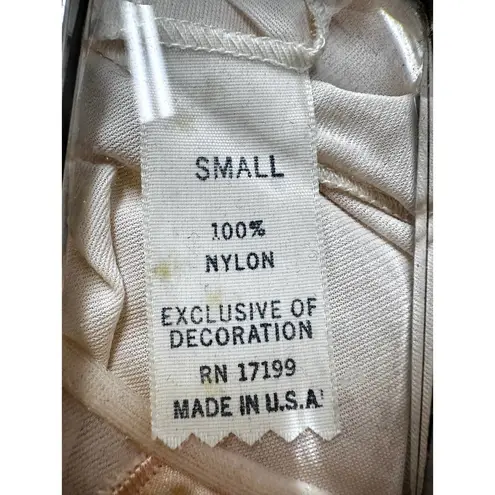 SMALL
100%
NYLON
EXCLUSIVE OF
DECORATION
RN 17199
MADE IN U.S.A.